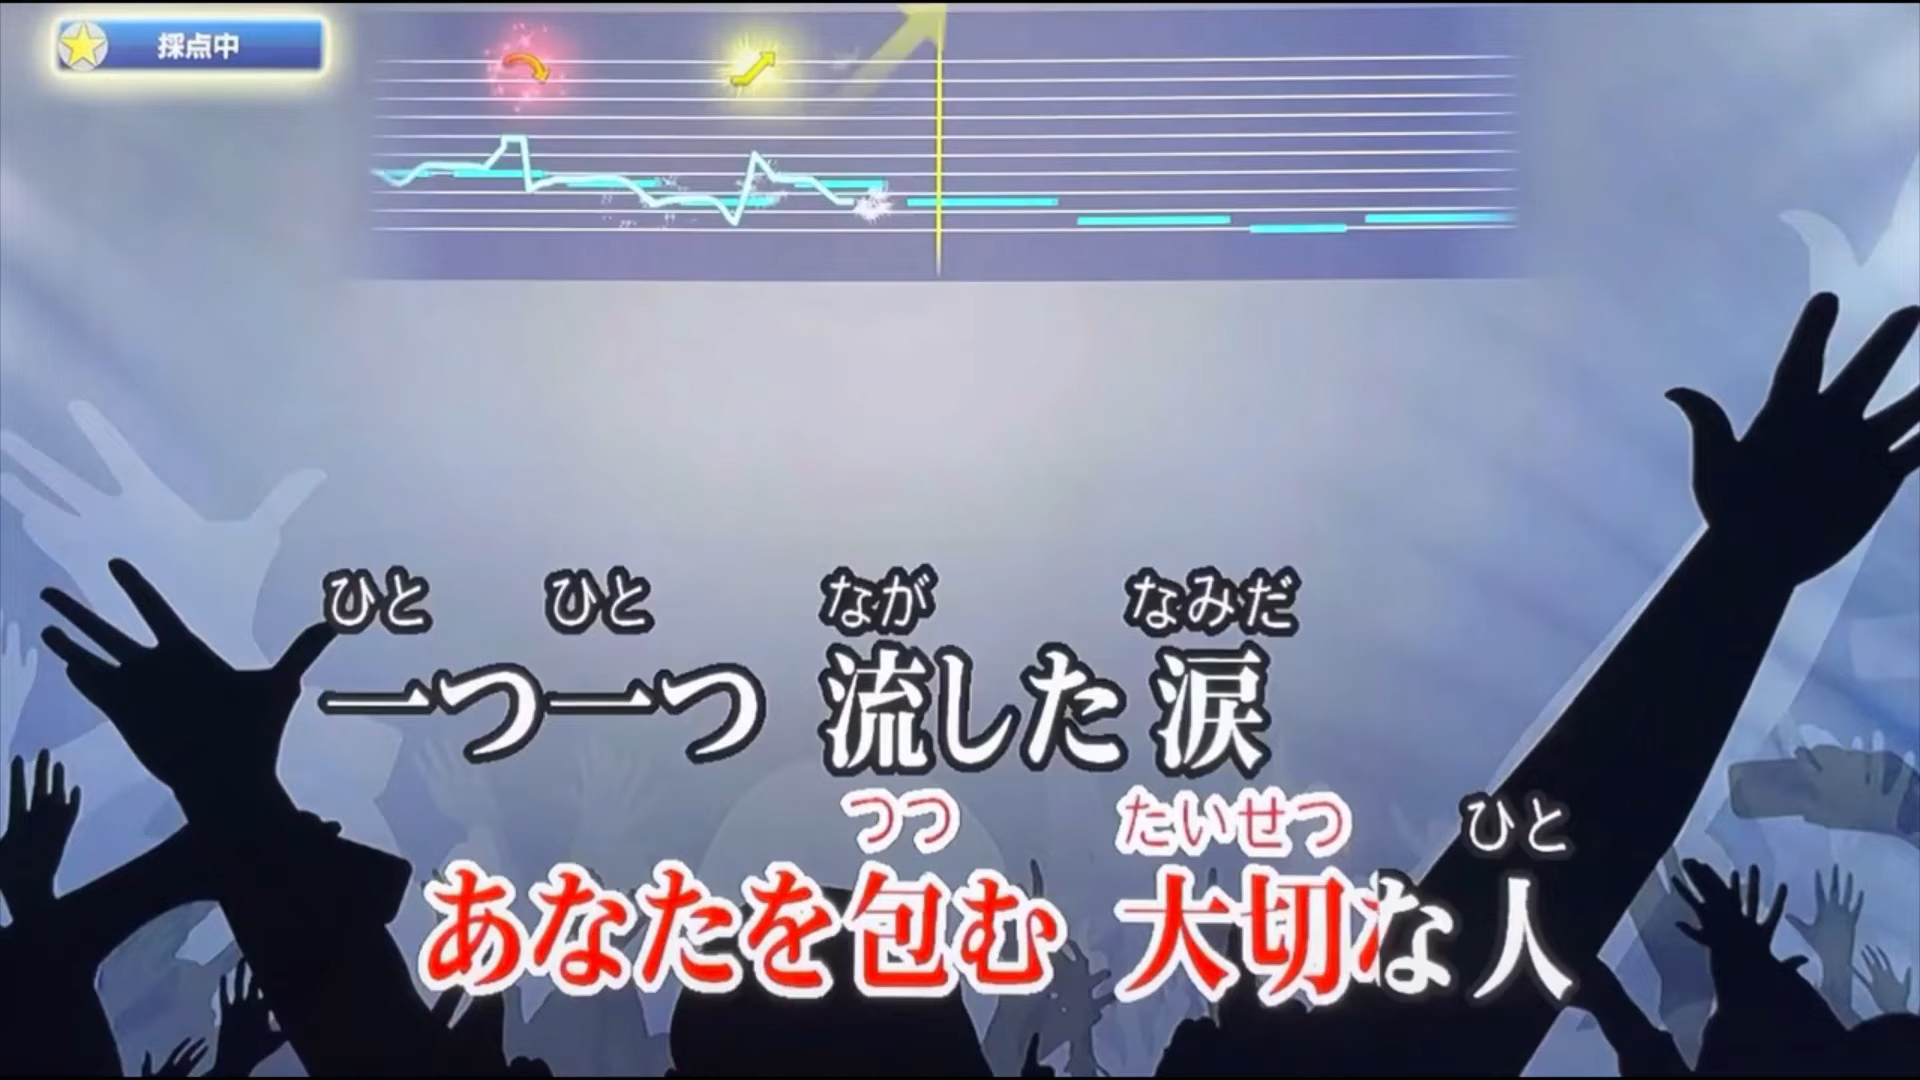 採点中
ひと ひと なが なみだ
一つ一つ 流した 涙
つつ たいせつ ひと
あなたを包む 大切な人